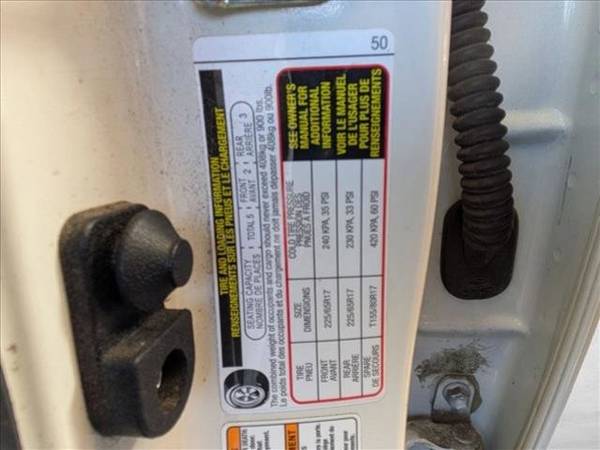 50
TIRE AND LOADING INFORMATION
RENSEIGNEMENTS SUR LES PNEUS ET LE CHARGEMENT
SEATING CAPACITY TOTAL 5 FRONT 2 REAR 3
NOMBRE DE PLACES AVANT ARRIÈRE
The combined weight of occupants and cargo should never exceed 408kg or 900 lbs.
Le poids total des occupants et du chargement ne doit jamais dépasser 408kg ou 900lb.
TIRE SIZE COLD TIRE PRESSURE
PNEU DIMENSIONS PRESSION DES PNEUS À FROID
FRONT 225/65R17 240 KPA, 35 PSI
AVANT
REAR 225/65R17 230 KPA, 33 PSI
ARRIÈRE
SPARE T155/80R17 420 KPA, 60 PSI
DE SECOURS
SEE OWNER'S
MANUAL FOR
ADDITIONAL
INFORMATION
VOIR LE MANUEL
DE L'USAGER
POUR PLUS DE
RENSEIGNEMENTS